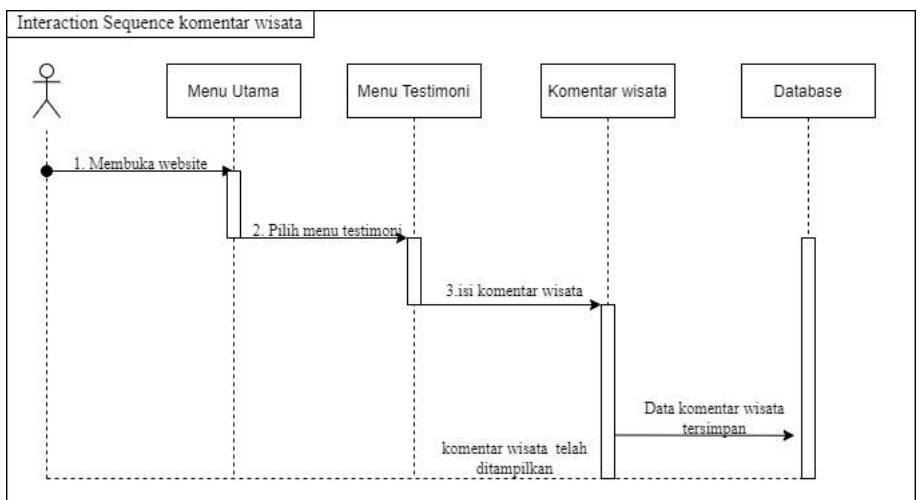 Interaction Sequence komentar wisata
Menu Utama
Menu Testimoni
Komentar wisata
Database
1. Membuka website
2. Pilih menu testimoni
3.isi komentar wisata
Data komentar wisata
tersimpan
komentar wisata telah
ditampilkan